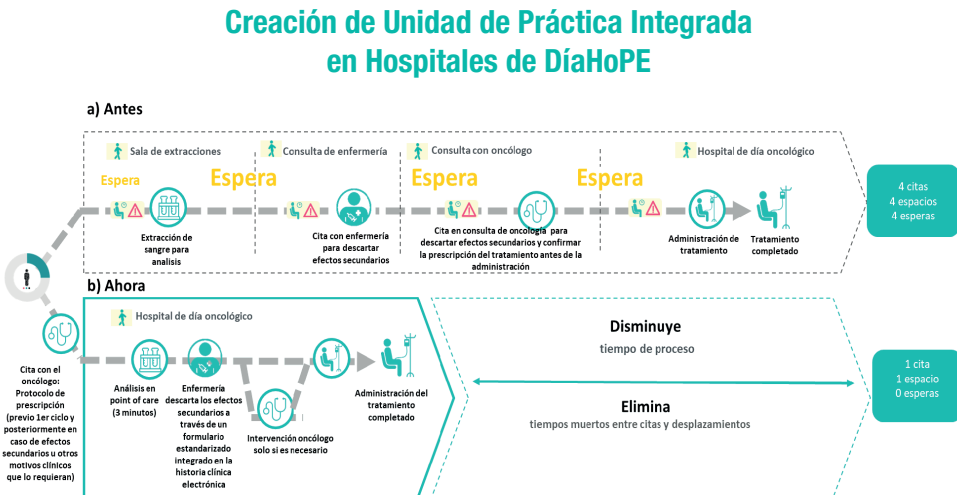 Creación de Unidad de Práctica Integrada
en Hospitales de DíaHoPE
a) Antes
Sala de extracciones
Consulta de enfermería
Consulta con oncólogo
Hospital de día oncológico
Espera
Espera
Espera
Espera
Extracción de
sangre para
analisis
Cita con enfermería
para descartar
efectos secundarios
Cita en consulta de oncología para
descartar efectos secundarios y confirmar
la prescripción del tratamiento antes de la
administración
Administración de
tratamiento
Tratamiento
completado
4 citas
4 espacios
4 esperas
b) Ahora
Hospital de día oncológico
Cita con el
oncólogo:
Protocolo de
prescripción
(previo 1er ciclo y
posteriormente en
caso de efectos
secundarios u otros
motivos clínicos
que lo requieran)
Análisis en
point of care
(3 minutos)
Enfermería
descarta los efectos
secundarios a
través de un
formulario
estandarizado
integrado en la
historia clínica
electrónica
Intervención oncólogo
solo si es necesario
Administración del
tratamiento
completado
Disminuye
tiempo de proceso
Elimina
tiempos muertos entre citas y desplazamientos
1 cita
1 espacio
0 esperas